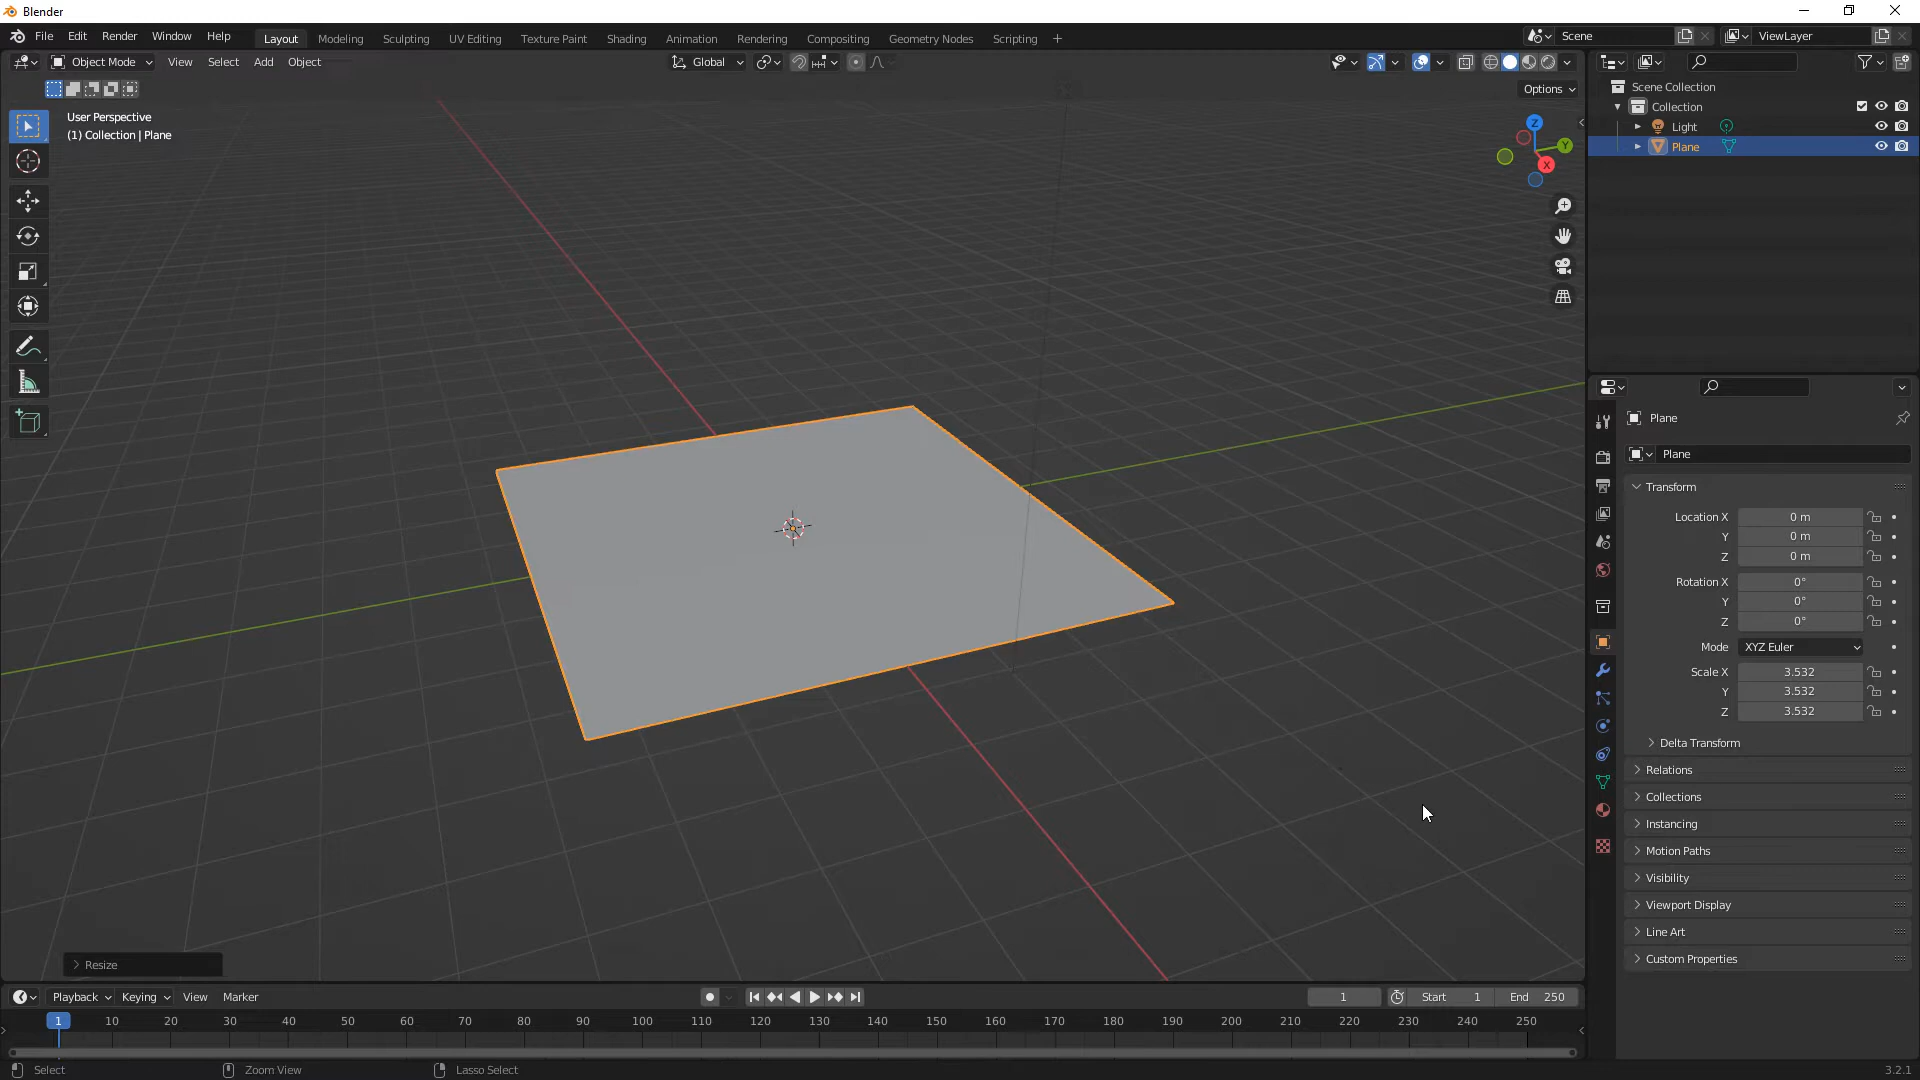 Blender
File Edit Render Window Help
Layout Modeling Sculpting UV Editing Texture Paint Shading Animation Rendering Compositing Geometry Nodes Scripting +
Scene
ViewLayer
Object Mode View Select Add Object
Global
Options
User Perspective
(1) Collection | Plane
Z
Y
X
Scene Collection
Collection
Light
Plane
Plane
Plane
Transform
Location X 0 m
Y 0 m
Z 0 m
Rotation X 0°
Y 0°
Z 0°
Mode XYZ Euler
Scale X 3.532
Y 3.532
Z 3.532
Delta Transform
Relations
Collections
Instancing
Motion Paths
Visibility
Viewport Display
Line Art
Custom Properties
Resize
Playback Keying View Marker
1
Start 1 End 250
1 10 20 30 40 50 60 70 80 90 100 110 120 130 140 150 160 170 180 190 200 210 220 230 240 250
Select Zoom View Lasso Select
3.2.1